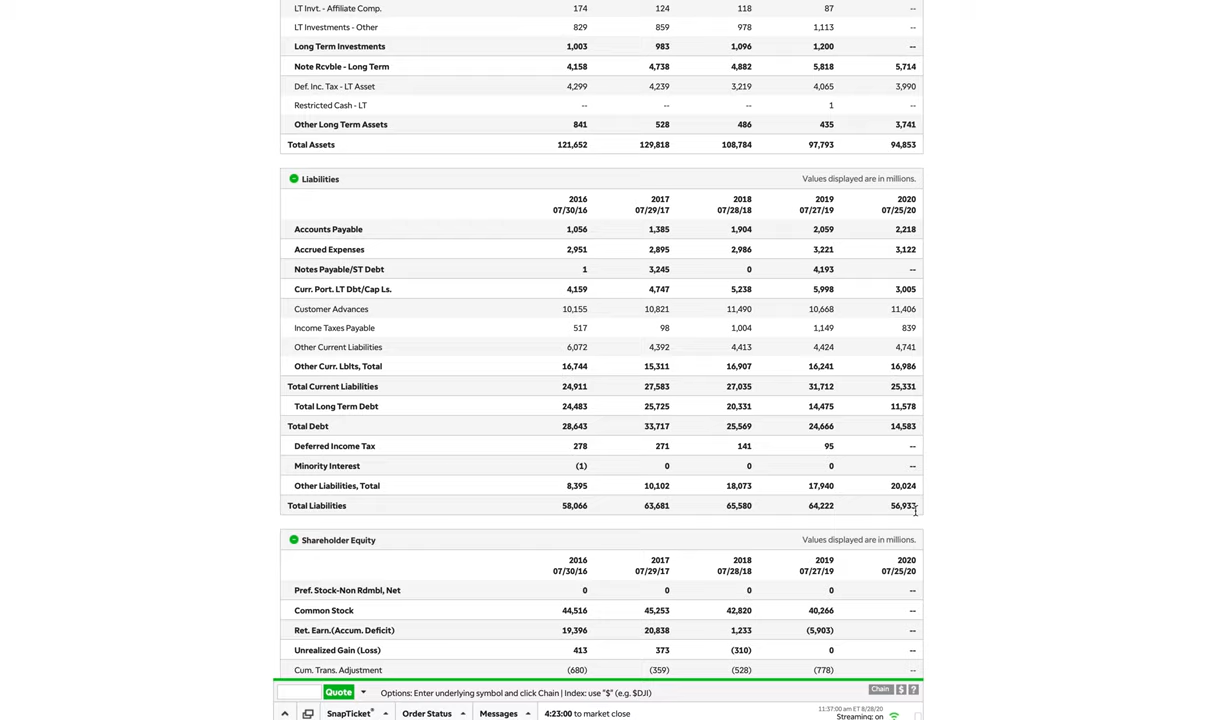 LT Invt. - Affiliate Comp. 174 124 118 87 --
LT Investments - Other 829 859 978 1,113 --
Long Term Investments 1,003 983 1,096 1,200 --
Note Rcvble - Long Term 4,158 4,738 4,882 5,818 5,714
Def. Inc. Tax - LT Asset 4,299 4,239 3,219 4,065 3,990
Restricted Cash - LT -- -- -- 1 --
Other Long Term Assets 841 528 486 435 3,741
Total Assets 121,652 129,818 108,784 97,793 94,853
Liabilities Values displayed are in millions.
2016 2017 2018 2019 2020
07/30/16 07/29/17 07/28/18 07/27/19 07/25/20
Accounts Payable 1,056 1,385 1,904 2,059 2,218
Accrued Expenses 2,951 2,895 2,986 3,221 3,122
Notes Payable/ST Debt 1 3,245 0 4,193 --
Curr. Port. LT Dbt/Cap Ls. 4,159 4,747 5,238 5,998 3,005
Customer Advances 10,155 10,821 11,490 10,668 11,406
Income Taxes Payable 517 98 1,004 1,149 839
Other Current Liabilities 6,072 4,392 4,413 4,424 4,741
Other Curr. Lblts, Total 16,744 15,311 16,907 16,241 16,986
Total Current Liabilities 24,911 27,583 27,035 31,712 25,331
Total Long Term Debt 24,483 25,725 20,331 14,475 11,578
Total Debt 28,643 33,717 25,569 24,666 14,583
Deferred Income Tax 278 271 141 95 --
Minority Interest (1) 0 0 0 --
Other Liabilities, Total 8,395 10,102 18,073 17,940 20,024
Total Liabilities 58,066 63,681 65,580 64,222 56,933
Shareholder Equity Values displayed are in millions.
2016 2017 2018 2019 2020
07/30/16 07/29/17 07/28/18 07/27/19 07/25/20
Pref. Stock-Non Rdmbl, Net 0 0 0 0 --
Common Stock 44,516 45,253 42,820 40,266 --
Ret. Earn.(Accum. Deficit) 19,396 20,838 1,233 (5,903) --
Unrealized Gain (Loss) 413 373 (310) 0 --
Cum. Trans. Adjustment (680) (359) (528) (778) --
Quote Options: Enter underlying symbol and click Chain | Index: use "$" (e.g. $DJI) Chain $ ?
SnapTicket® Order Status Messages 4:23:00 to market close 11:37:00 am ET 8/28/20
Streaming: on